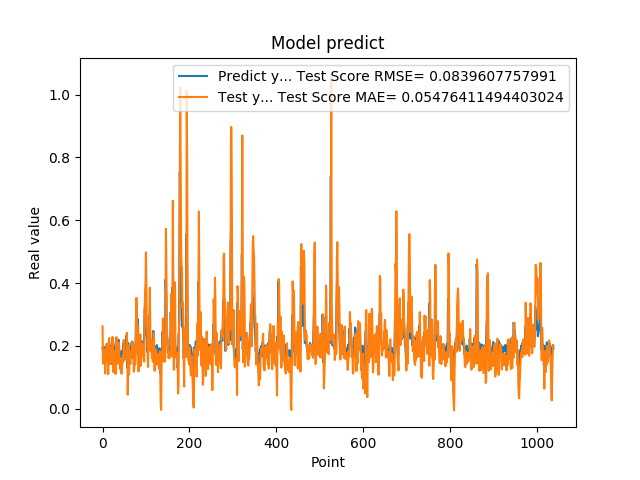 Model predict
Predict y... Test Score RMSE= 0.0839607757991
Test y... Test Score MAE= 0.05476411494403024
Real value
1.0
0.8
0.6
0.4
0.2
0.0
0 200 400 600 800 1000
Point